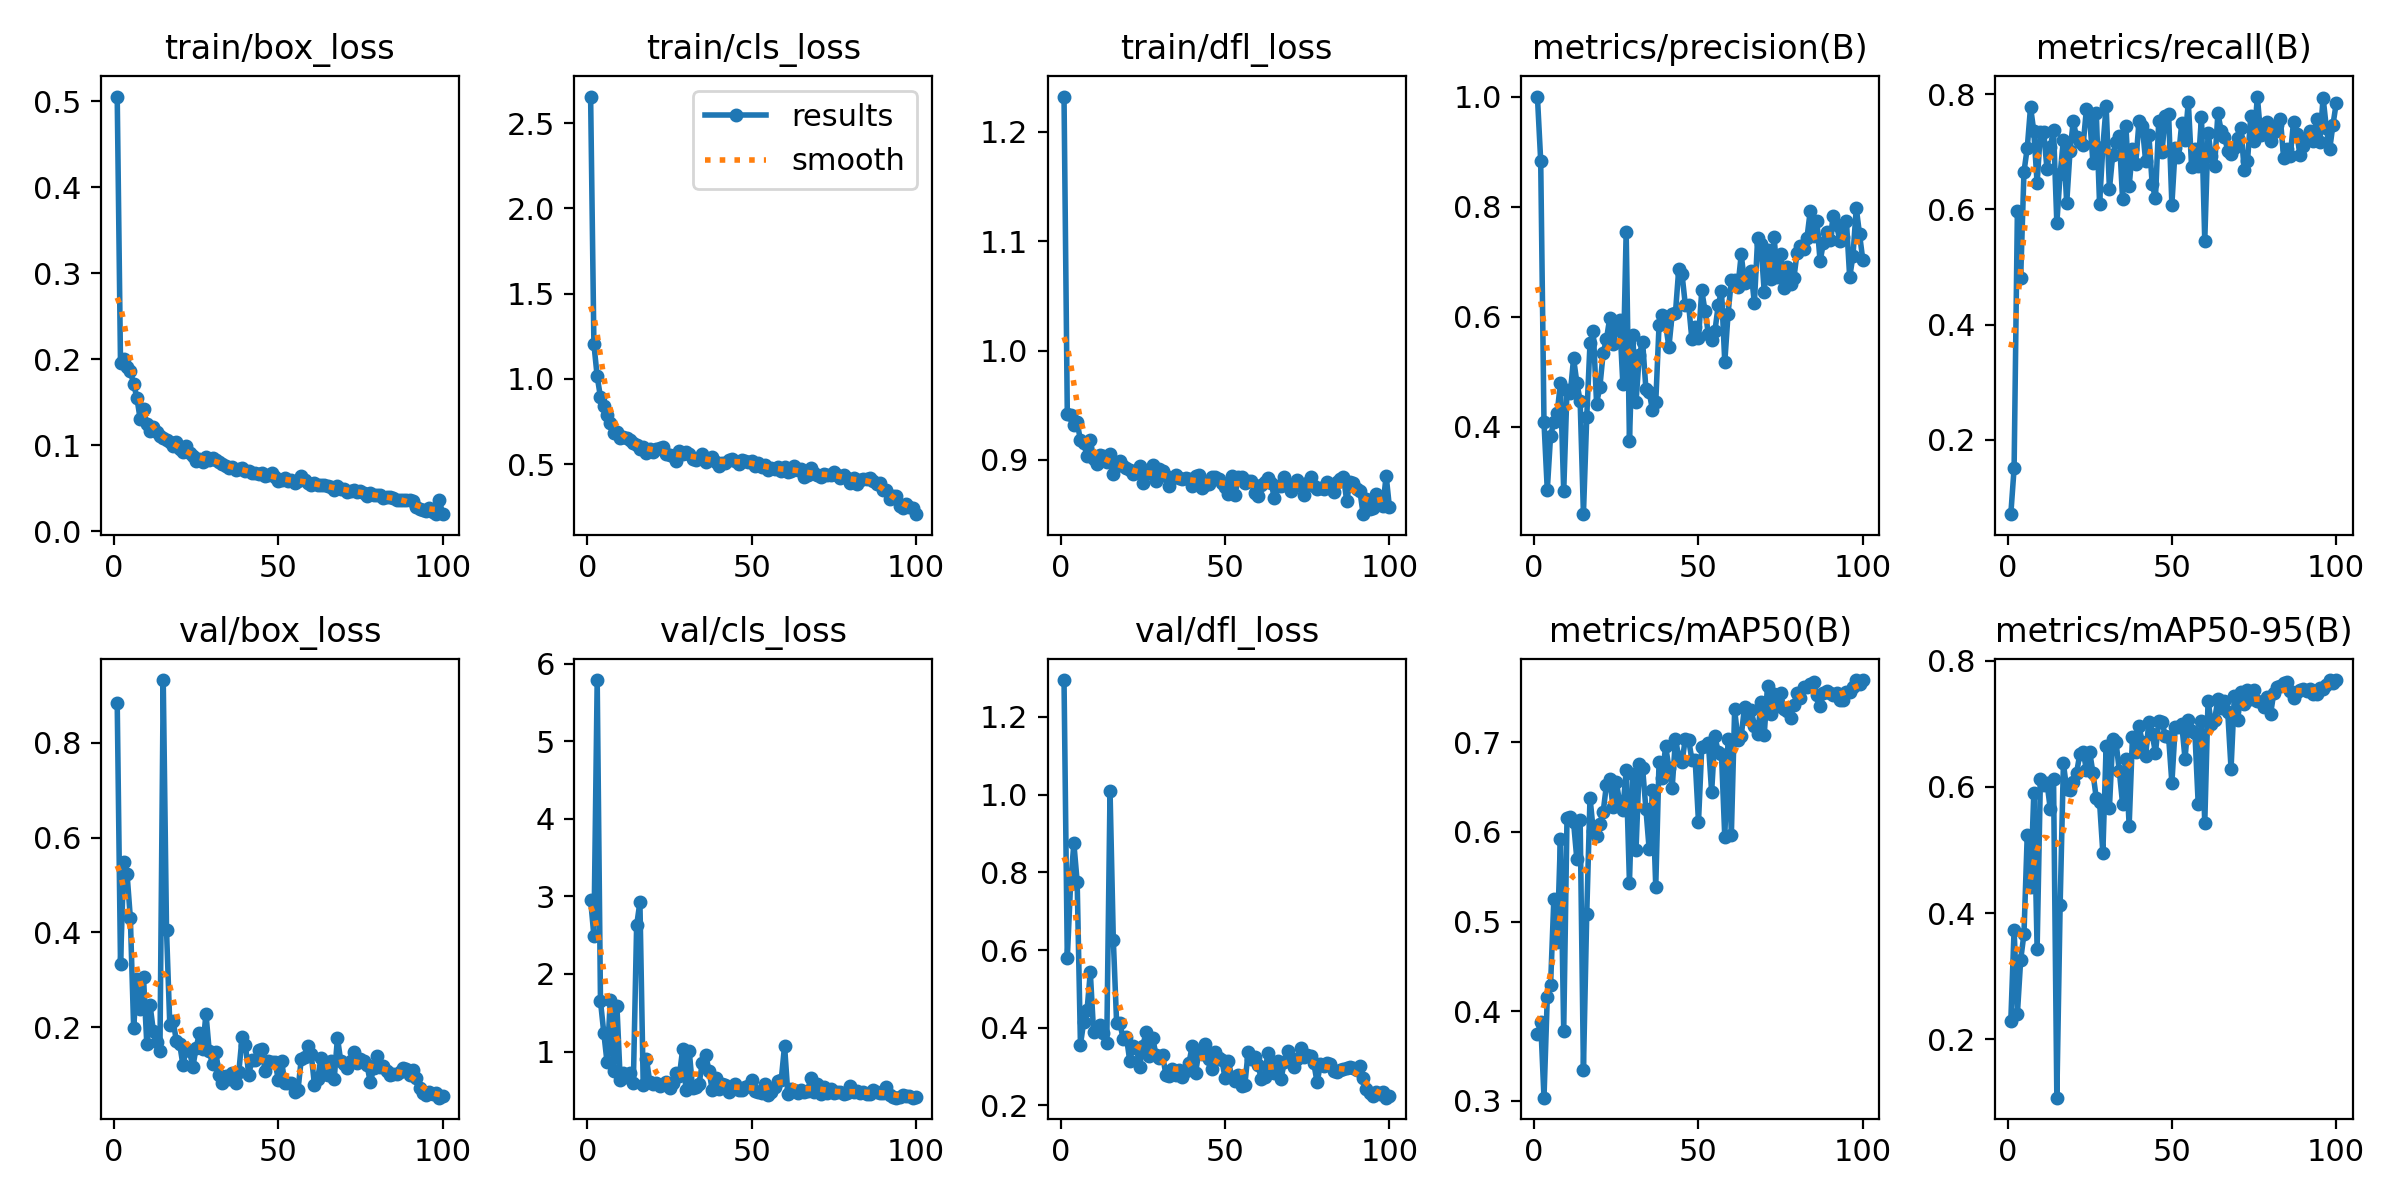 train/box_loss
0.5
0.4
0.3
0.2
0.1
0.0
0 50 100
train/cls_loss
results
smooth
2.5
2.0
1.5
1.0
0.5
0 50 100
train/dfl_loss
1.2
1.1
1.0
0.9
0 50 100
metrics/precision(B)
1.0
0.8
0.6
0.4
0 50 100
metrics/recall(B)
0.8
0.6
0.4
0.2
0 50 100
val/box_loss
0.8
0.6
0.4
0.2
0 50 100
val/cls_loss
6
5
4
3
2
1
0 50 100
val/dfl_loss
1.2
1.0
0.8
0.6
0.4
0.2
0 50 100
metrics/mAP50(B)
0.7
0.6
0.5
0.4
0.3
0 50 100
metrics/mAP50-95(B)
0.8
0.6
0.4
0.2
0 50 100